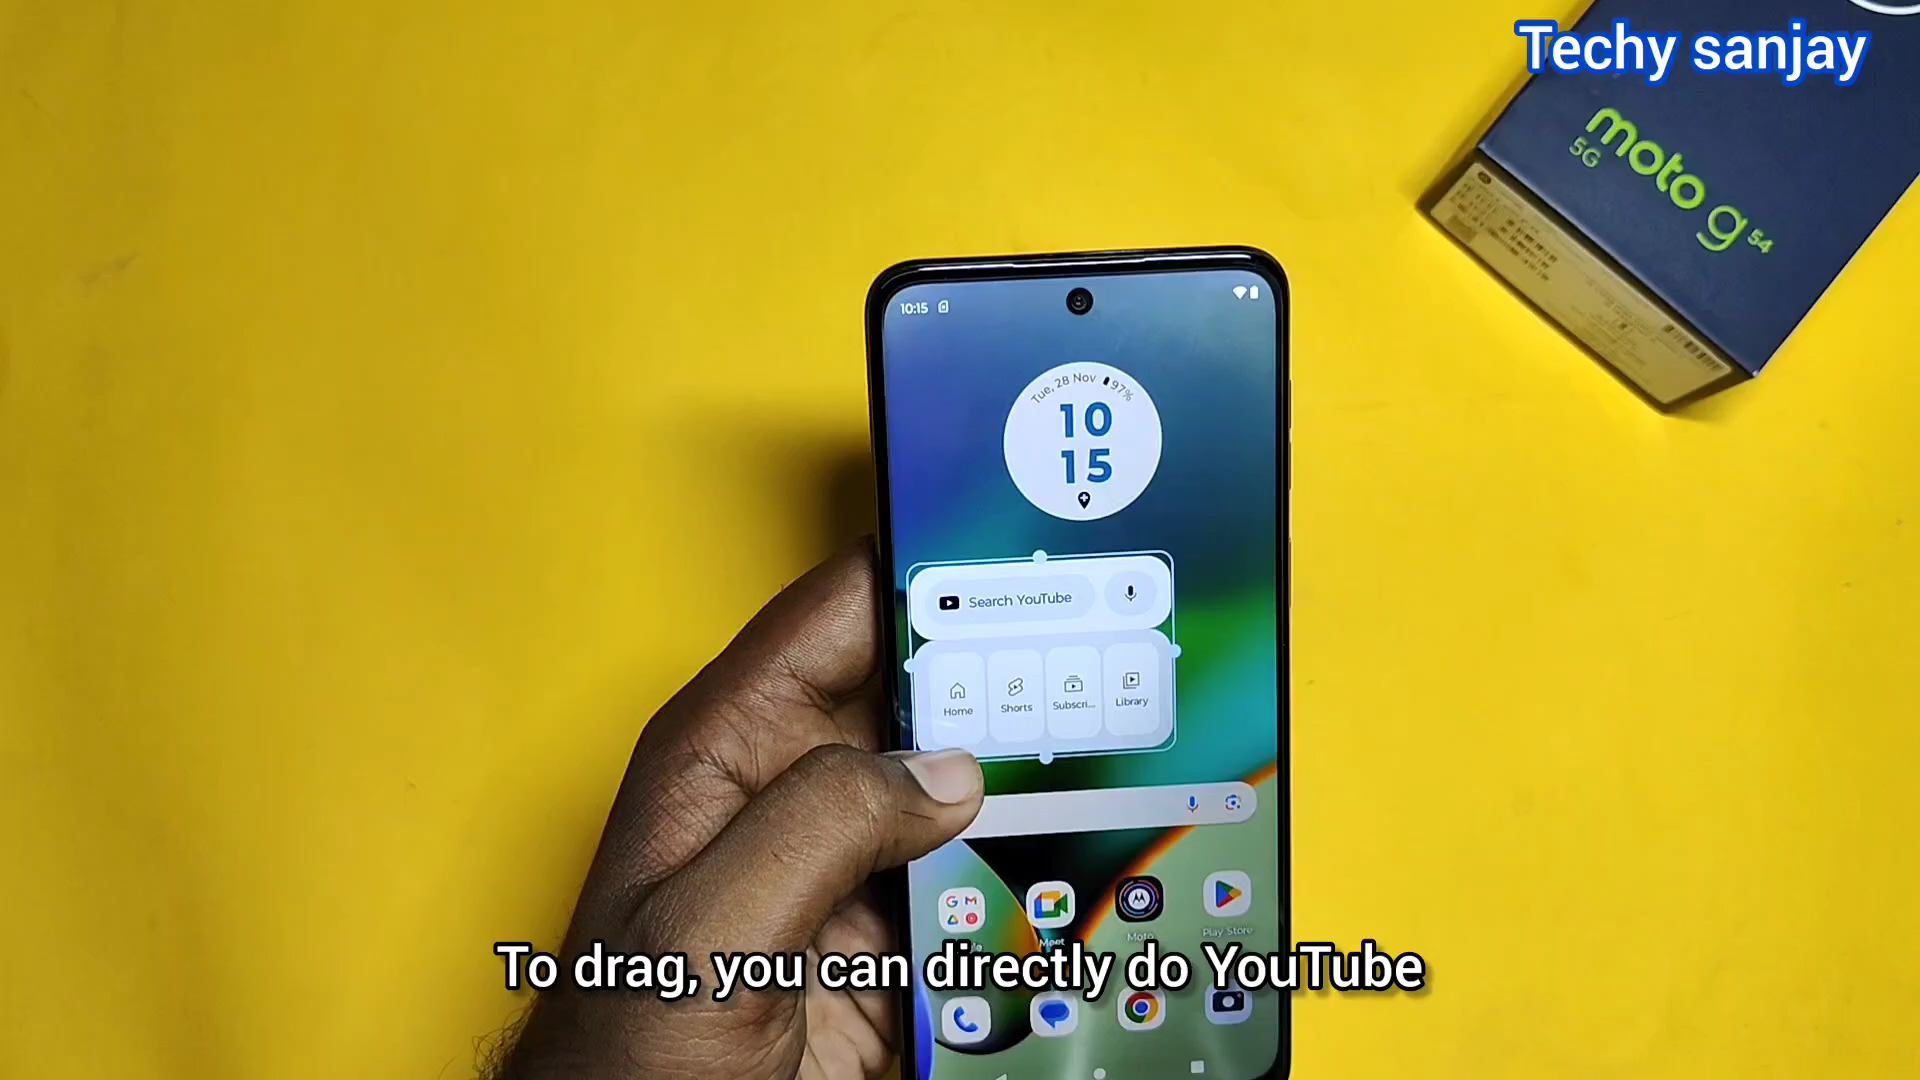 Techy sanjay
moto g 54
5G
10:15
Tue, 28 Nov 97%
10
15
Search YouTube
Home
Shorts
Subscri...
Library
Meet
Moto
Play Store
To drag, you can directly do YouTube